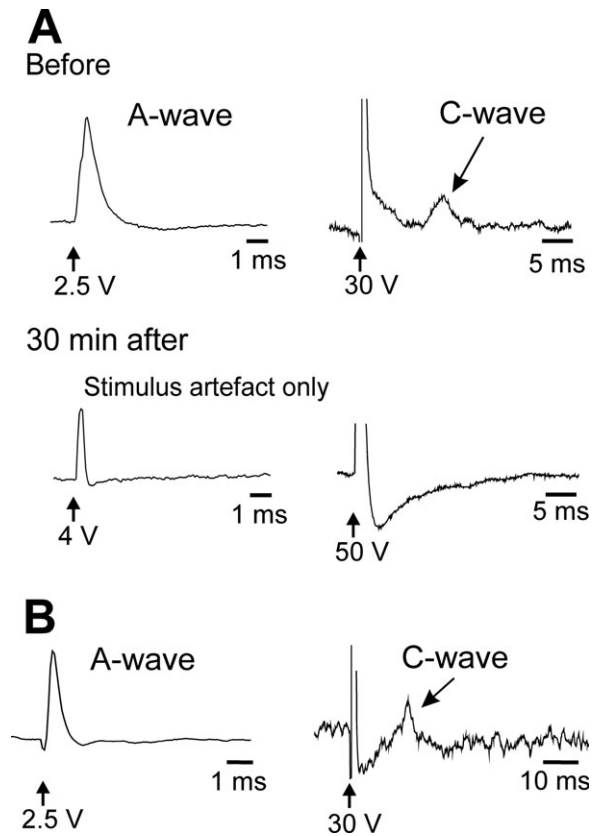 A
Before
A-wave
C-wave
1 ms
5 ms
2.5 V
30 V
30 min after
Stimulus artefact only
1 ms
5 ms
4 V
50 V
B
A-wave
C-wave
1 ms
10 ms
2.5 V
30 V